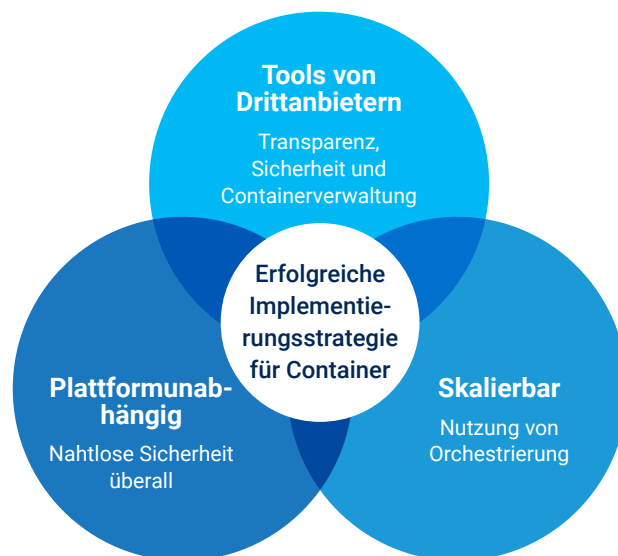 Tools von
Drittanbietern
Transparenz,
Sicherheit und
Containerverwaltung
Erfolgreiche
Implementie-
rungsstrategie
für Container
Plattformunab-
hängig
Nahtlose Sicherheit
überall
Skalierbar
Nutzung von
Orchestrierung